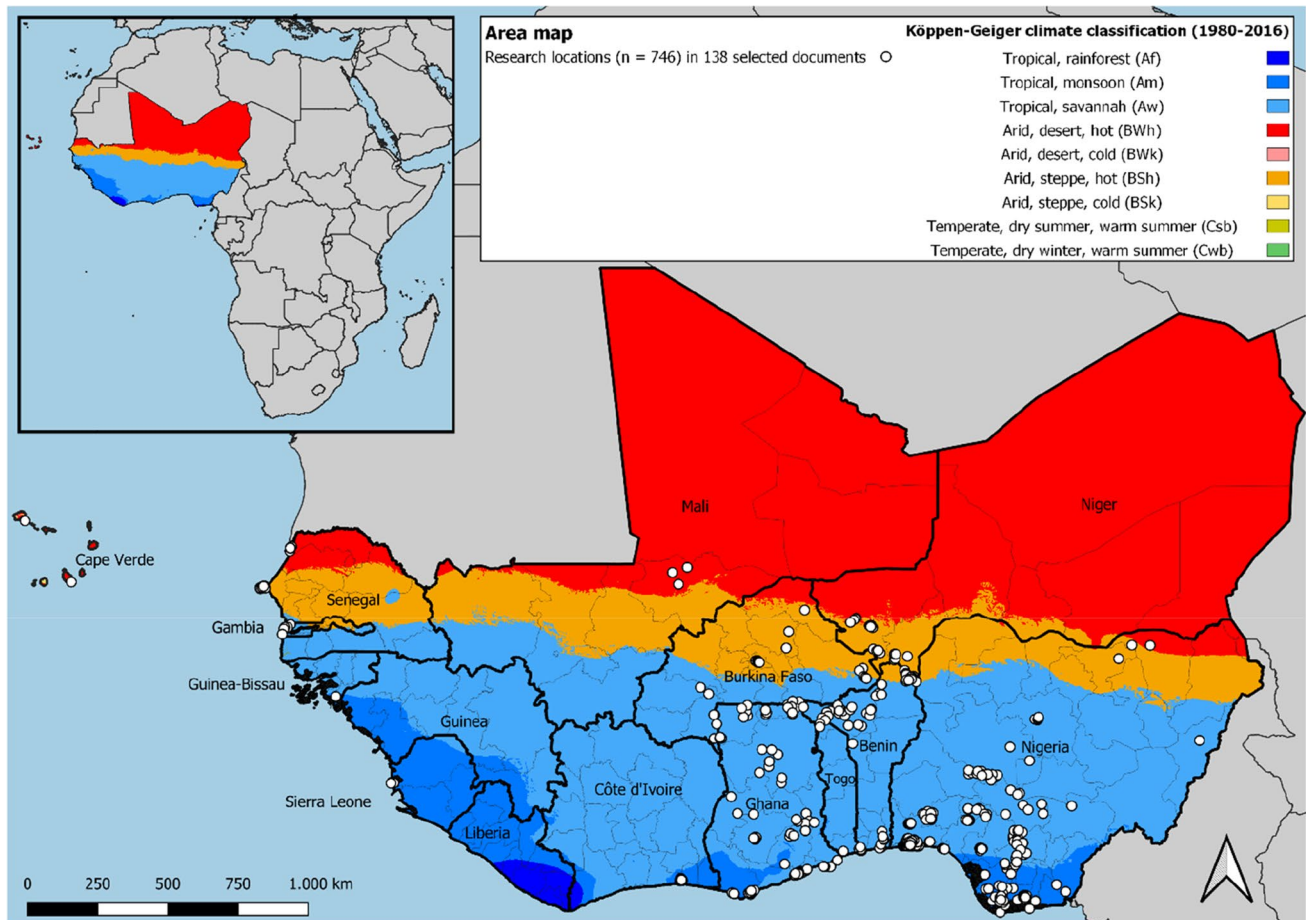 Area map
Research locations (n = 746) in 138 selected documents
Köppen-Geiger climate classification (1980-2016)
Tropical, rainforest (Af)
Tropical, monsoon (Am)
Tropical, savannah (Aw)
Arid, desert, hot (BWh)
Arid, desert, cold (BWk)
Arid, steppe, hot (BSh)
Arid, steppe, cold (BSk)
Temperate, dry summer, warm summer (Csb)
Temperate, dry winter, warm summer (Cwb)
Mali
Niger
Cape Verde
Senegal
Gambia
Guinea-Bissau
Burkina Faso
Guinea
Benin
Nigeria
Togo
Côte d'Ivoire
Ghana
Sierra Leone
Liberia
0 250 500 750 1.000 km